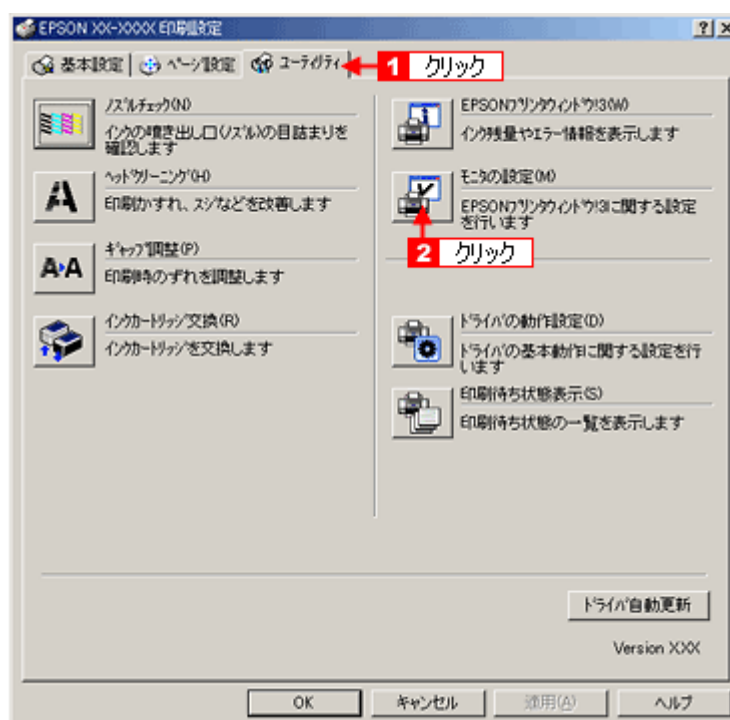 EPSON XX-XXXX 印刷設定
基本設定
ページ設定
ユーティリティ
1 クリック
ノズルチェック(N)
インクの噴き出し口(ノズル)の目詰まりを
確認します
ヘッドクリーニング(H)
印刷かすれ、スジなどを改善します
ギャップ調整(P)
印刷時のずれを調整します
インクカートリッジ交換(R)
インクカートリッジを交換します
EPSONプリンタウィンドウ!3(W)
インク残量やエラー情報を表示します
モニタの設定(M)
EPSONプリンタウィンドウ!3に関する設定
を行います
2 クリック
ドライバの動作設定(D)
ドライバの基本動作に関する設定を行
います
印刷待ち状態表示(S)
印刷待ち状態の一覧を表示します
ドライバ自動更新
Version XXX
OK
キャンセル
適用(A)
ヘルプ